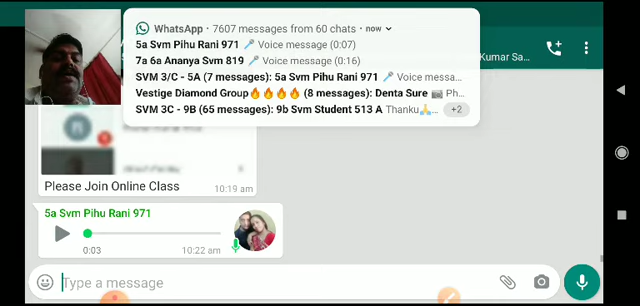 WhatsApp · 7607 messages from 60 chats · now
5a Svm Pihu Rani 971 🎤 Voice message (0:07)
7a 6a Ananya Svm 819 🎤 Voice message (0:16)
SVM 3/C - 5A (7 messages): 5a Svm Pihu Rani 971 🎤 Voice messa...
Vestige Diamond Group🔥🔥🔥🔥 (8 messages): Denta Sure 📷 Ph...
SVM 3C - 9B (65 messages): 9b Svm Student 513 A Thanku🙏...
+2
Kumar Sa...
Please Join Online Class
10:19 am
5a Svm Pihu Rani 971
0:03
10:22 am
Type a message